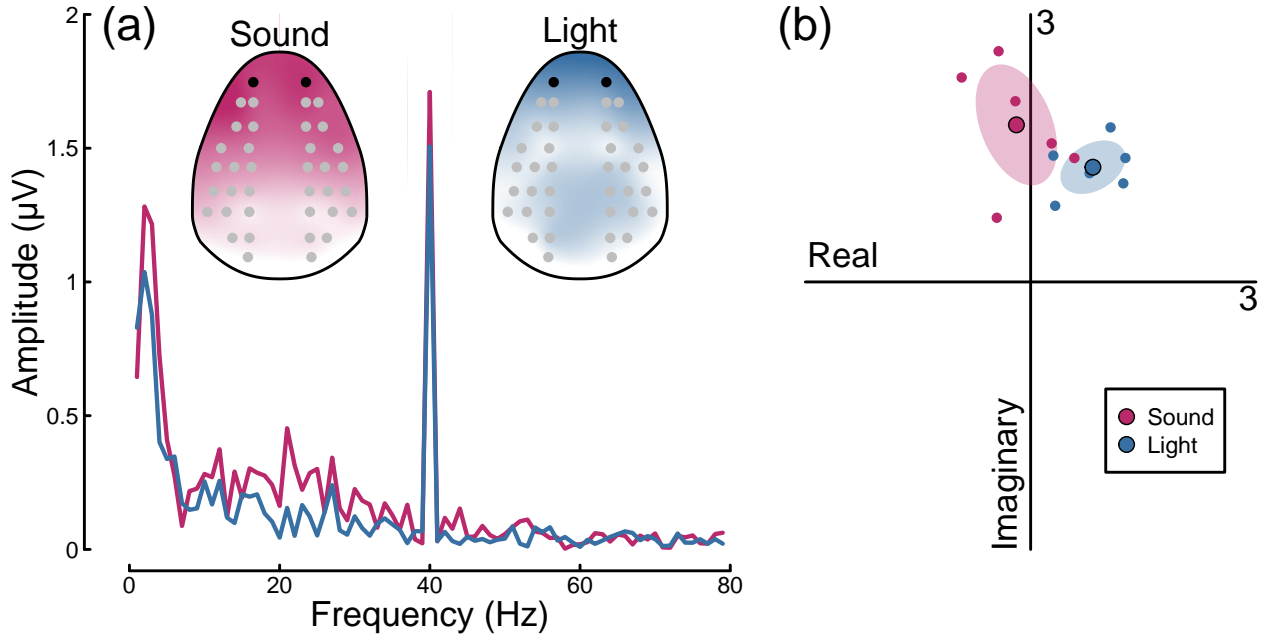 (a)
Sound
Light
2
1.5
1
0.5
0
Amplitude (μV)
0
20
40
60
80
Frequency (Hz)
(b)
3
Real
3
Imaginary
Sound
Light